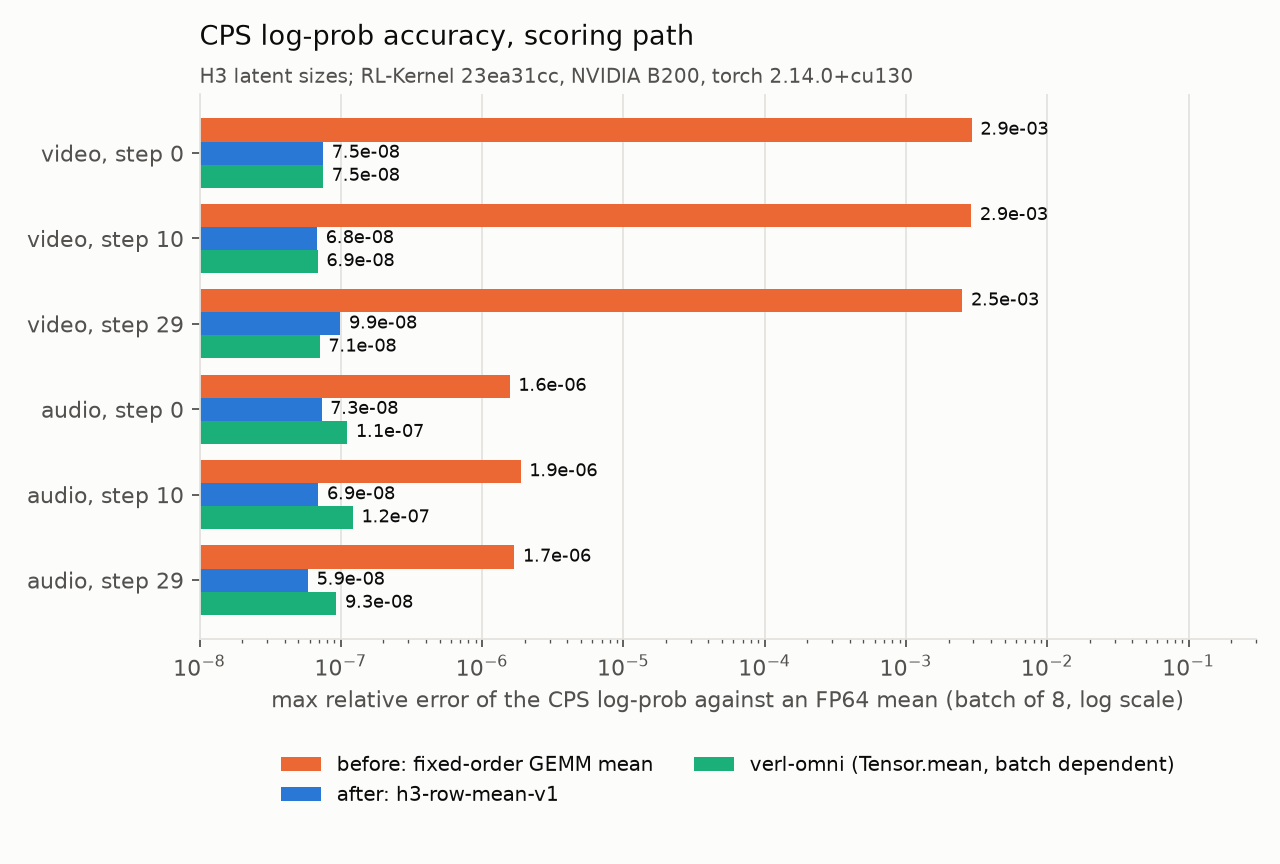 CPS log-prob accuracy, scoring path
H3 latent sizes; RL-Kernel 23ea31cc, NVIDIA B200, torch 2.14.0+cu130
2.9e-03
video, step 0
7.5e-08
7.5e-08
2.9e-03
video, step 10
6.8e-08
6.9e-08
2.5e-03
video, step 29
9.9e-08
7.1e-08
1.6e-06
audio, step 0
7.3e-08
1.1e-07
1.9e-06
audio, step 10
6.9e-08
1.2e-07
1.7e-06
audio, step 29
5.9e-08
9.3e-08
10⁻⁸ 10⁻⁷ 10⁻⁶ 10⁻⁵ 10⁻⁴ 10⁻³ 10⁻² 10⁻¹
max relative error of the CPS log-prob against an FP64 mean (batch of 8, log scale)
before: fixed-order GEMM mean
after: h3-row-mean-v1
verl-omni (Tensor.mean, batch dependent)